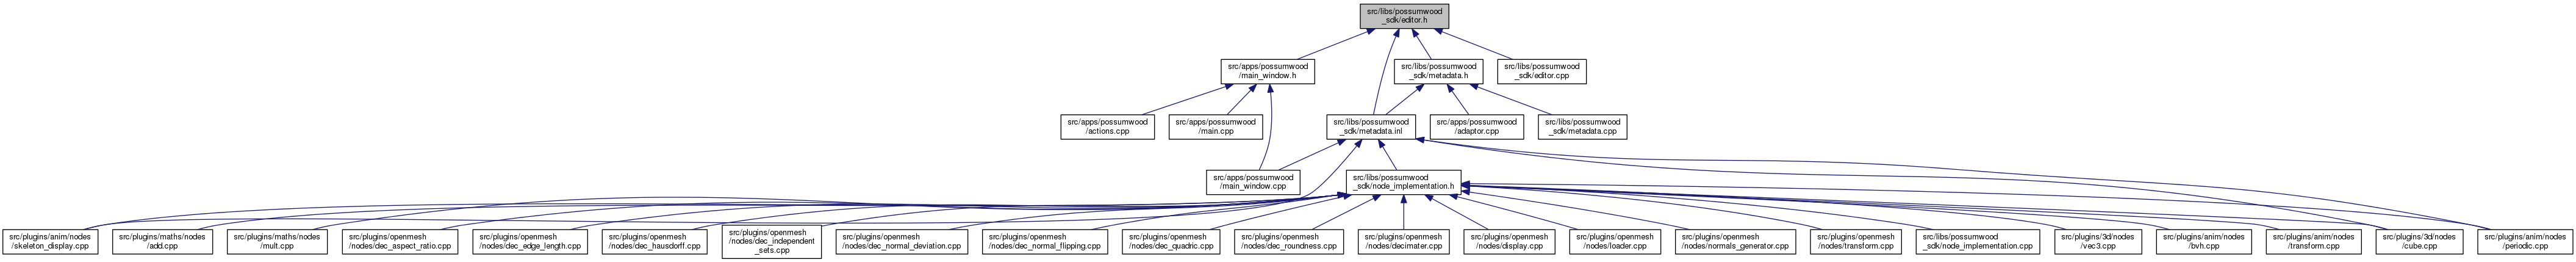 src/libs/possumwood
_sdk/editor.h
src/apps/possumwood
/main_window.h
src/libs/possumwood
_sdk/metadata.h
src/libs/possumwood
_sdk/editor.cpp
src/apps/possumwood
/actions.cpp
src/apps/possumwood
/main.cpp
src/libs/possumwood
_sdk/metadata.inl
src/apps/possumwood
/adaptor.cpp
src/libs/possumwood
_sdk/metadata.cpp
src/apps/possumwood
/main_window.cpp
src/libs/possumwood
_sdk/node_implementation.h
src/plugins/anim/nodes
/skeleton_display.cpp
src/plugins/maths/nodes
/add.cpp
src/plugins/maths/nodes
/mult.cpp
src/plugins/openmesh
/nodes/dec_aspect_ratio.cpp
src/plugins/openmesh
/nodes/dec_edge_length.cpp
src/plugins/openmesh
/nodes/dec_hausdorff.cpp
src/plugins/openmesh
/nodes/dec_independent
_sets.cpp
src/plugins/openmesh
/nodes/dec_normal_deviation.cpp
src/plugins/openmesh
/nodes/dec_normal_flipping.cpp
src/plugins/openmesh
/nodes/dec_quadric.cpp
src/plugins/openmesh
/nodes/dec_roundness.cpp
src/plugins/openmesh
/nodes/decimater.cpp
src/plugins/openmesh
/nodes/display.cpp
src/plugins/openmesh
/nodes/loader.cpp
src/plugins/openmesh
/nodes/normals_generator.cpp
src/plugins/openmesh
/nodes/transform.cpp
src/libs/possumwood
_sdk/node_implementation.cpp
src/plugins/3d/nodes
/vec3.cpp
src/plugins/anim/nodes
/bvh.cpp
src/plugins/anim/nodes
/transform.cpp
src/plugins/3d/nodes
/cube.cpp
src/plugins/anim/nodes
/periodic.cpp